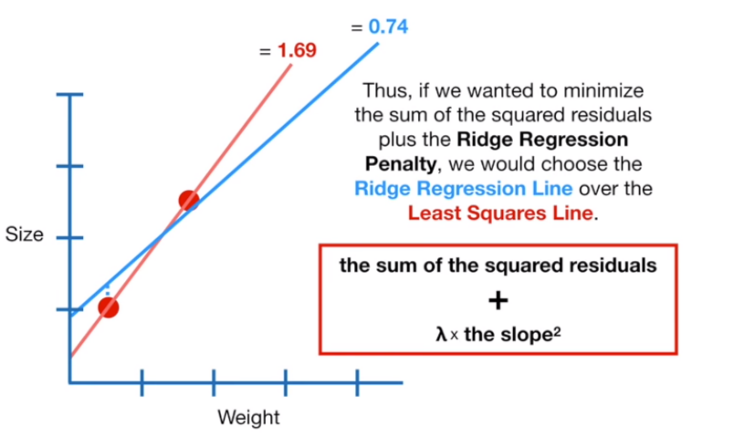 = 0.74
= 1.69
Thus, if we wanted to minimize
the sum of the squared residuals
plus the Ridge Regression
Penalty, we would choose the
Ridge Regression Line over the
Least Squares Line.
Size
the sum of the squared residuals
+
λ x the slope²
Weight